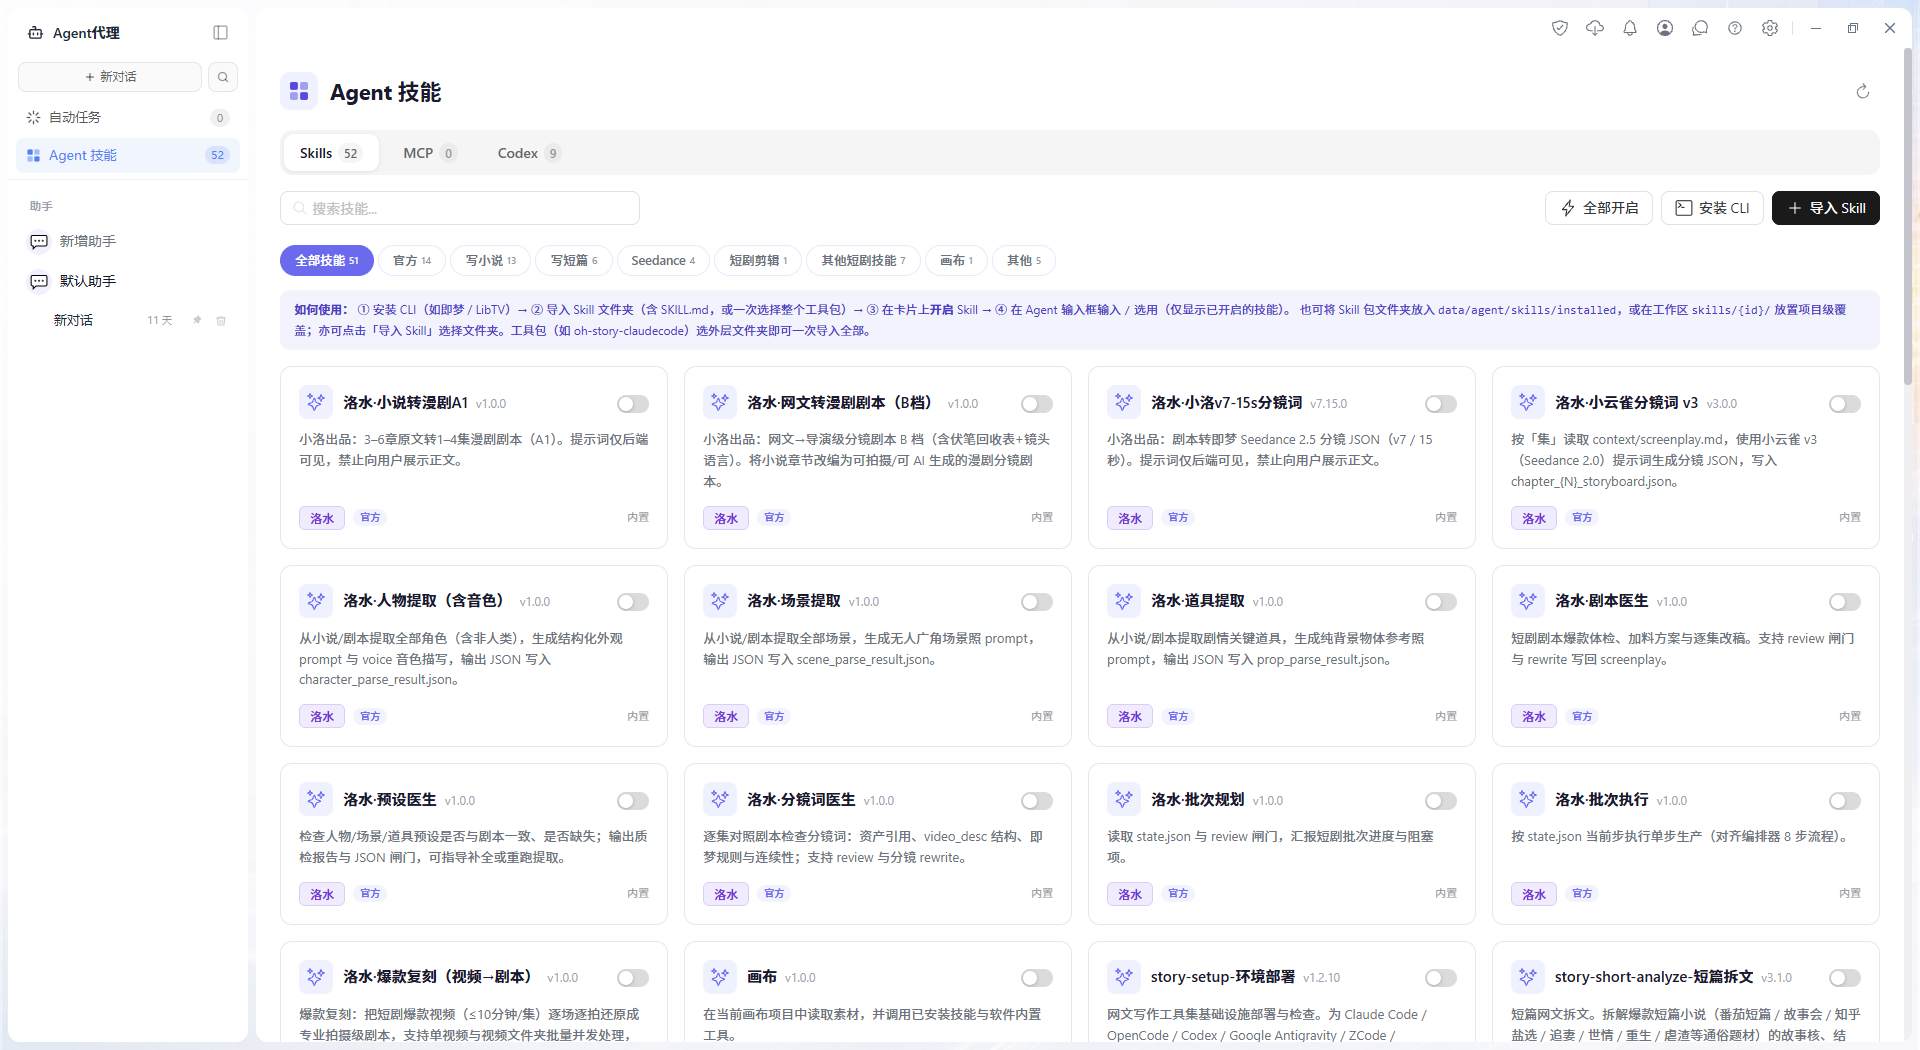 Agent代理
+ 新对话
自动任务 0
Agent 技能 52
助手
新增助手
默认助手
新对话 11 天
Agent 技能
Skills 52 MCP 0 Codex 9
搜索技能...
全部开启 安装 CLI + 导入 Skill
全部技能 51 官方 14 写小说 13 写短篇 6 Seedance 4 短剧剪辑 1 其他短剧技能 7 画布 1 其他 5
如何使用： ① 安装 CLI（如即梦 / LibTV）→ ② 导入 Skill 文件夹（含 SKILL.md，或一次选择整个工具包）→ ③ 在卡片上开启 Skill → ④ 在 Agent 输入框输入 / 选用（仅显示已开启的技能）。 也可将 Skill 包文件夹放入 data/agent/skills/installed，或在工作区 skills/{id}/ 放置项目级覆
盖；亦可点击「导入 Skill」选择文件夹。工具包（如 oh-story-claudecode）选外层文件夹即可一次导入全部。
洛水·小说转漫剧A1 v1.0.0
小洛出品：3–6章原文转1–4集漫剧剧本（A1）。提示词仅后端
可见，禁止向用户展示正文。
洛水 官方 内置
洛水·网文转漫剧剧本（B档） v1.0.0
小洛出品：网文→导演级分镜剧本 B 档（含伏笔回收表+镜头
语言）。将小说章节改编为可拍摄/可 AI 生成的漫剧分镜剧
本。
洛水 官方 内置
洛水·小洛v7-15s分镜词 v7.15.0
小洛出品：剧本转即梦 Seedance 2.5 分镜 JSON（v7 / 15
秒）。提示词仅后端可见，禁止向用户展示正文。
洛水 官方 内置
洛水·小云雀分镜词 v3 v3.0.0
按「集」读取 context/screenplay.md，使用小云雀 v3
（Seedance 2.0）提示词生成分镜 JSON，写入
chapter_{N}_storyboard.json。
洛水 官方 内置
洛水·人物提取（含音色） v1.0.0
从小说/剧本提取全部角色（含非人类），生成结构化外观
prompt 与 voice 音色描写，输出 JSON 写入
character_parse_result.json。
洛水 官方 内置
洛水·场景提取 v1.0.0
从小说/剧本提取全部场景，生成无人广角场景照 prompt，
输出 JSON 写入 scene_parse_result.json。
洛水 官方 内置
洛水·道具提取 v1.0.0
从小说/剧本提取剧情关键道具，生成纯背景物体参考照
prompt，输出 JSON 写入 prop_parse_result.json。
洛水 官方 内置
洛水·剧本医生 v1.0.0
短剧剧本爆款体检、加料方案与逐集改稿。支持 review 闸门
与 rewrite 写回 screenplay。
洛水 官方 内置
洛水·预设医生 v1.0.0
检查人物/场景/道具预设是否与剧本一致、是否缺失；输出质
检报告与 JSON 闸门，可指导补全或重跑提取。
洛水 官方 内置
洛水·分镜词医生 v1.0.0
逐集对照剧本检查分镜词：资产引用、video_desc 结构、即
梦规则与连续性；支持 review 与分镜 rewrite。
洛水 官方 内置
洛水·批次规划 v1.0.0
读取 state.json 与 review 闸门，汇报短剧批次进度与阻塞
项。
洛水 官方 内置
洛水·批次执行 v1.0.0
按 state.json 当前步执行单步生产（对齐编排器 8 步流程）。
洛水 官方 内置
洛水·爆款复刻（视频→剧本） v1.0.0
爆款复刻：把短剧爆款视频（≤10分钟/集）逐场逐拍还原成
专业拍摄级剧本，支持单视频与视频文件夹批量并发处理，
画布 v1.0.0
在当前画布项目中读取素材，并调用已安装技能与软件内置
工具。
story-setup-环境部署 v1.2.10
网文写作工具集基础设施部署与检查。为 Claude Code /
OpenCode / Codex / Google Antigravity / ZCode /
story-short-analyze-短篇拆文 v3.1.0
短篇网文拆文。拆解爆款短篇小说（番茄短篇 / 故事会 / 知乎
盐选 / 追妻 / 世情 / 重生 / 虐渣等通俗题材）的故事核、结